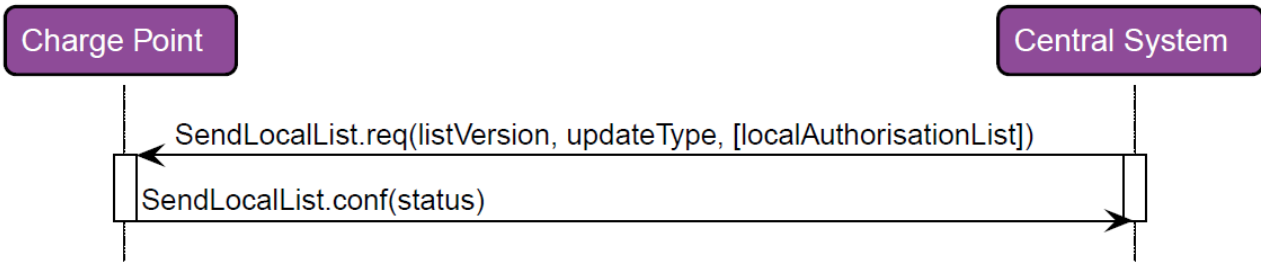 Charge Point
Central System
SendLocalList.req(listVersion, updateType, [localAuthorisationList])
SendLocalList.conf(status)